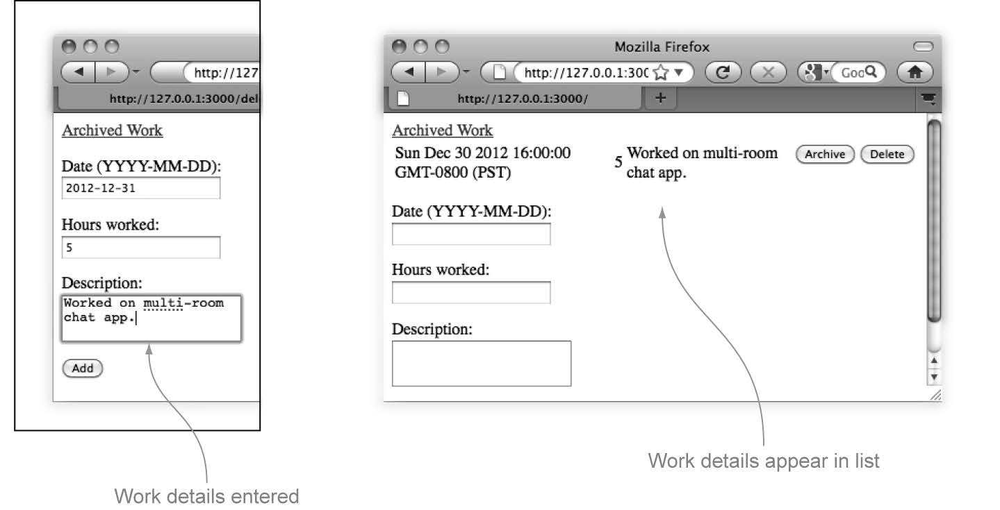 http://127
http://127.0.0.1:3000/del
Archived Work
Date (YYYY-MM-DD):
2012-12-31
Hours worked:
5
Description:
Worked on multi-room
chat app.
Add
Work details entered
Mozilla Firefox
http://127.0.0.1:300
Goo
http://127.0.0.1:3000/
+
Archived Work
Sun Dec 30 2012 16:00:00
GMT-0800 (PST)
5
Worked on multi-room
chat app.
Archive
Delete
Date (YYYY-MM-DD):
Hours worked:
Description:
Work details appear in list